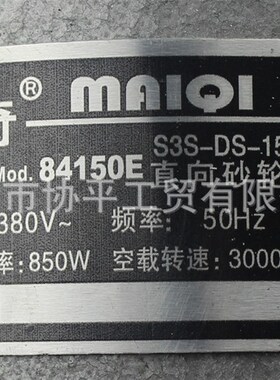 奇® MAIQI
S3S-DS-15
Mod. 84150E 直向砂轮
市协平工贸有限
380V~ 频率: 50Hz
率: 850W 空载转速: 3000